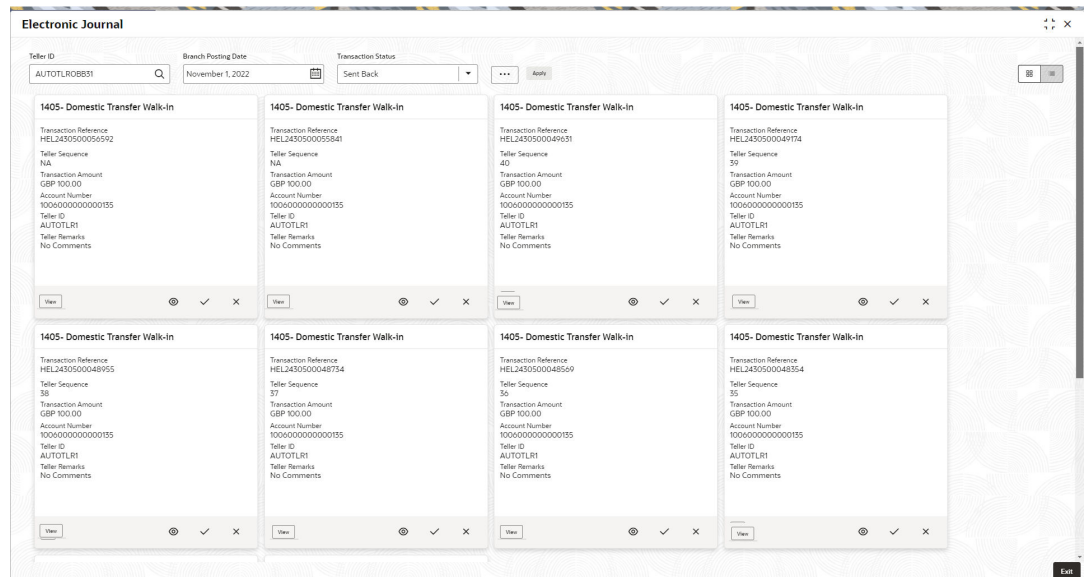 Electronic Journal
Teller ID
Branch Posting Date
Transaction Status
AUTOTLROBB31
November 1, 2022
Sent Back
...
Apply
1405- Domestic Transfer Walk-in
Transaction Reference
HEL2430500056592
Teller Sequence
NA
Transaction Amount
GBP 100.00
Account Number
1006000000000135
Teller ID
AUTOTLR1
Teller Remarks
No Comments
View
1405- Domestic Transfer Walk-in
Transaction Reference
HEL2430500055841
Teller Sequence
NA
Transaction Amount
GBP 100.00
Account Number
1006000000000135
Teller ID
AUTOTLR1
Teller Remarks
No Comments
View
1405- Domestic Transfer Walk-in
Transaction Reference
HEL2430500049631
Teller Sequence
40
Transaction Amount
GBP 100.00
Account Number
1006000000000135
Teller ID
AUTOTLR1
Teller Remarks
No Comments
View
1405- Domestic Transfer Walk-in
Transaction Reference
HEL2430500049174
Teller Sequence
39
Transaction Amount
GBP 100.00
Account Number
1006000000000135
Teller ID
AUTOTLR1
Teller Remarks
No Comments
View
1405- Domestic Transfer Walk-in
Transaction Reference
HEL2430500048955
Teller Sequence
38
Transaction Amount
GBP 100.00
Account Number
1006000000000135
Teller ID
AUTOTLR1
Teller Remarks
No Comments
View
1405- Domestic Transfer Walk-in
Transaction Reference
HEL2430500048734
Teller Sequence
37
Transaction Amount
GBP 100.00
Account Number
1006000000000135
Teller ID
AUTOTLR1
Teller Remarks
No Comments
View
1405- Domestic Transfer Walk-in
Transaction Reference
HEL2430500048569
Teller Sequence
36
Transaction Amount
GBP 100.00
Account Number
1006000000000135
Teller ID
AUTOTLR1
Teller Remarks
No Comments
View
1405- Domestic Transfer Walk-in
Transaction Reference
HEL2430500048354
Teller Sequence
35
Transaction Amount
GBP 100.00
Account Number
1006000000000135
Teller ID
AUTOTLR1
Teller Remarks
No Comments
View
Exit